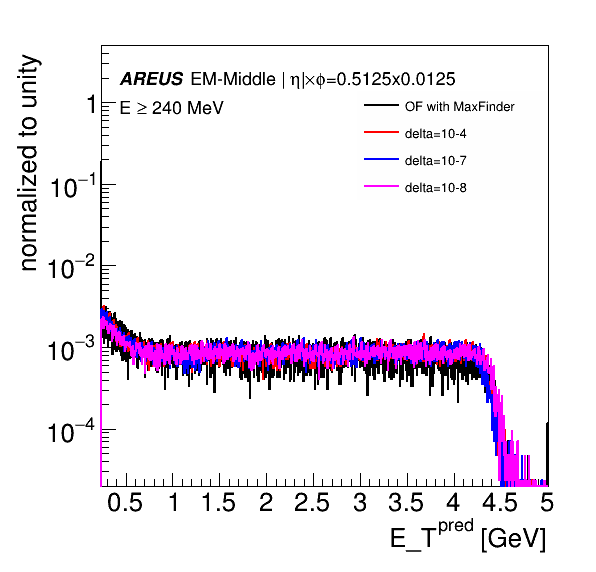 AREUS EM-Middle | η|×ϕ=0.5125x0.0125
E ≥ 240 MeV
OF with MaxFinder
delta=10-4
delta=10-7
delta=10-8
normalized to unity
1
10⁻¹
10⁻²
10⁻³
10⁻⁴
0.5 1 1.5 2 2.5 3 3.5 4 4.5 5
E_T^pred [GeV]